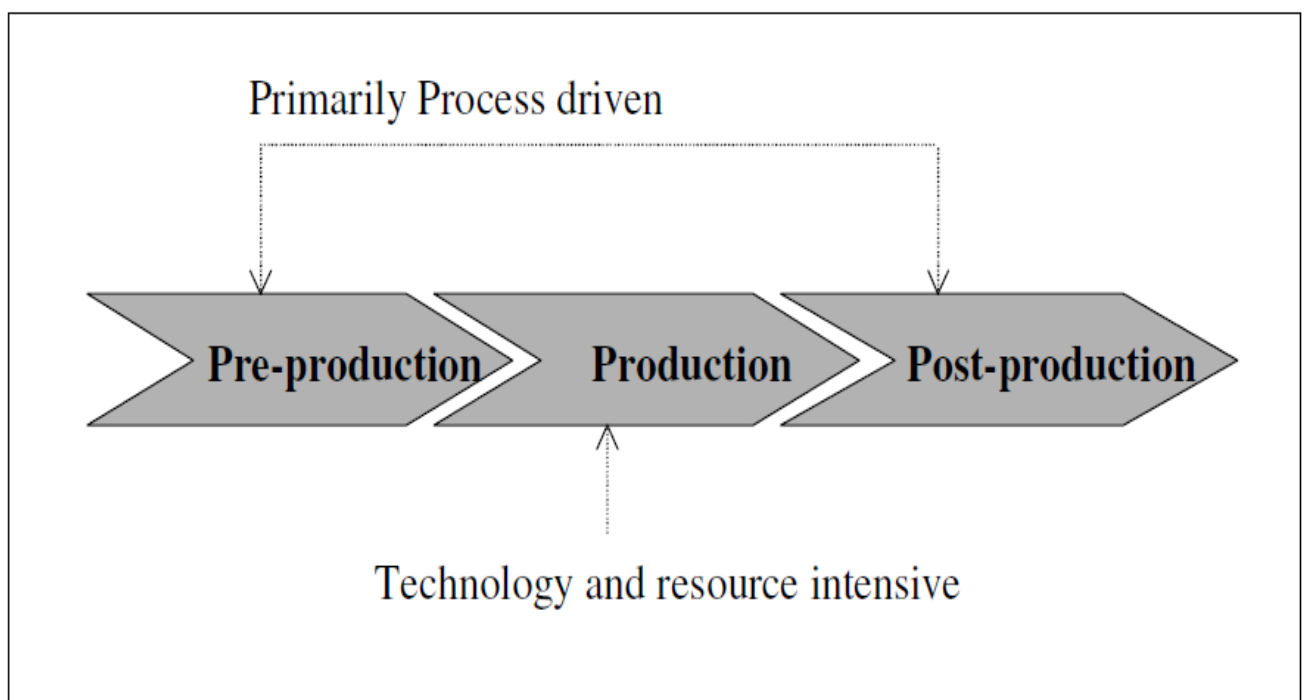 Primarily Process driven
Pre-production
Production
Post-production
Technology and resource intensive